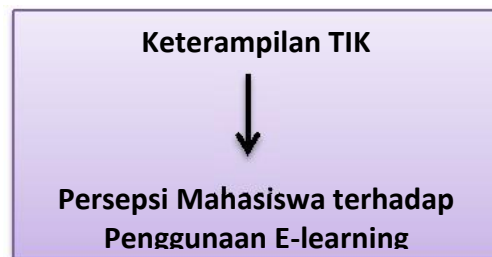 Keterampilan TIK
Persepsi Mahasiswa terhadap
Penggunaan E-learning